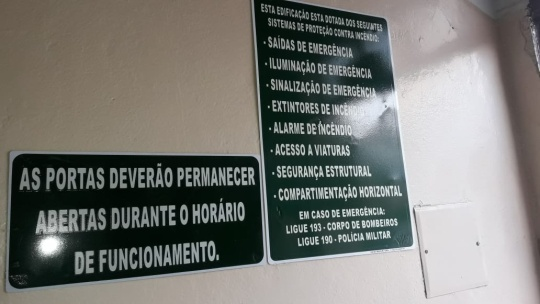 ESTA EDIFICAÇÃO ESTA DOTADA DOS SEGUINTES
SISTEMAS DE PROTEÇÃO CONTRA INCÊNDIO:
· SAÍDAS DE EMERGÊNCIA
· ILUMINAÇÃO DE EMERGÊNCIA
· SINALIZAÇÃO DE EMERGÊNCIA
· EXTINTORES DE INCÊNDIO
· ALARME DE INCÊNDIO
· ACESSO A VIATURAS
· SEGURANÇA ESTRUTURAL
· COMPARTIMENTAÇÃO HORIZONTAL
EM CASO DE EMERGÊNCIA:
LIGUE 193 - CORPO DE BOMBEIROS
LIGUE 190 - POLÍCIA MILITAR
AS PORTAS DEVERÃO PERMANECER
ABERTAS DURANTE O HORÁRIO
DE FUNCIONAMENTO.